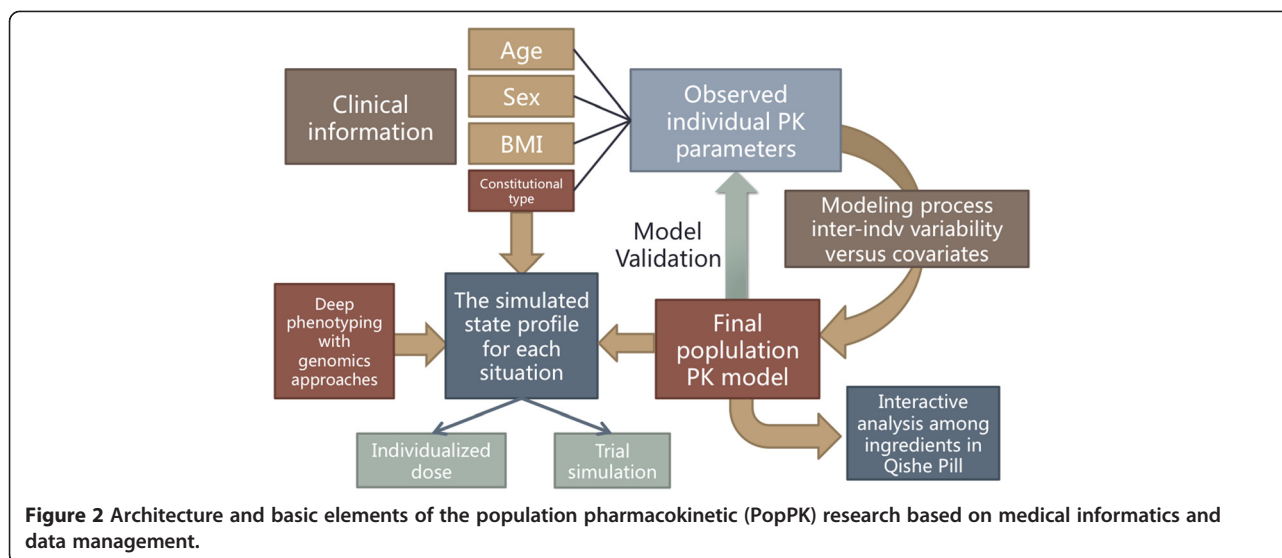 Age
Sex
BMI
Constitutional
type
Clinical
information
Observed
individual PK
parameters
Modeling process
inter-indv variability
versus covariates
Model
Validation
Deep
phenotyping
with
genomics
approaches
The simulated
state profile
for each
situation
Final
poplulation
PK model
Individualized
dose
Trial
simulation
Interactive
analysis among
ingredients in
Qishe Pill
Figure 2 Architecture and basic elements of the population pharmacokinetic (PopPK) research based on medical informatics and
data management.